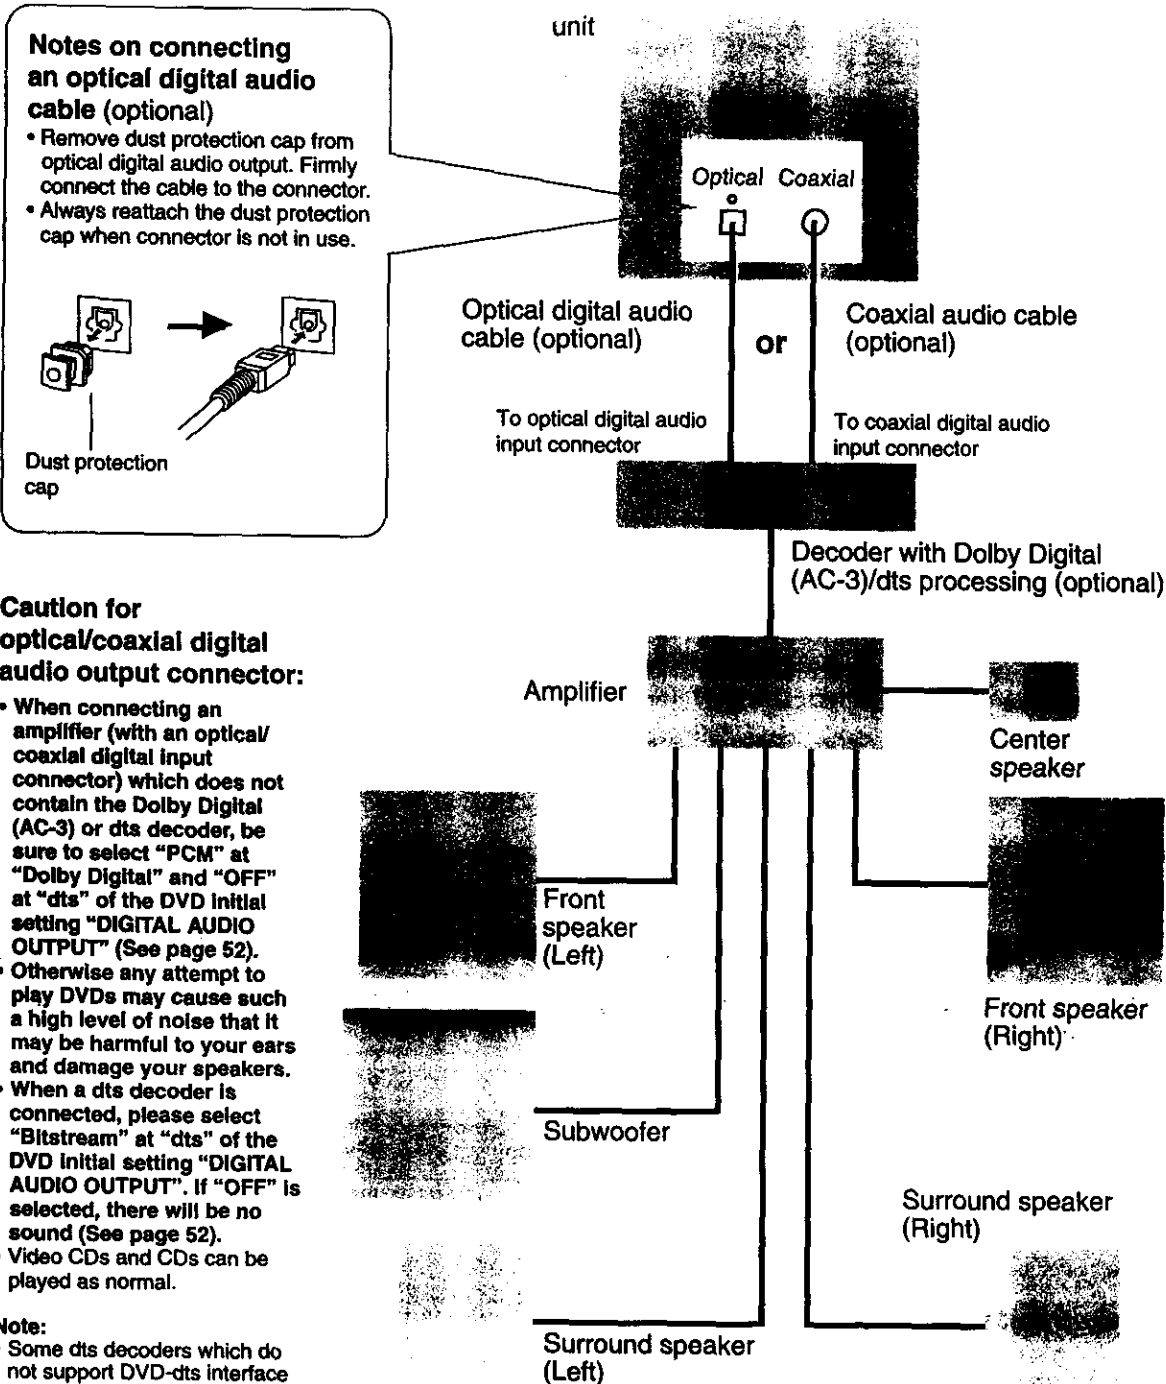 Notes on connecting
an optical digital audio
cable (optional)
• Remove dust protection cap from
optical digital audio output. Firmly
connect the cable to the connector.
• Always reattach the dust protection
cap when connector is not in use.
Dust protection
cap
unit
Optical Coaxial
Optical digital audio
cable (optional)
or
Coaxial audio cable
(optional)
To optical digital audio
input connector
To coaxial digital audio
input connector
Decoder with Dolby Digital
(AC-3)/dts processing (optional)
Amplifier
Center
speaker
Front
speaker
(Left)
Front speaker
(Right)
Subwoofer
Surround speaker
(Right)
Surround speaker
(Left)
Caution for
optical/coaxial digital
audio output connector:
• When connecting an
amplifier (with an optical/
coaxial digital input
connector) which does not
contain the Dolby Digital
(AC-3) or dts decoder, be
sure to select “PCM” at
“Dolby Digital” and “OFF”
at “dts” of the DVD initial
setting “DIGITAL AUDIO
OUTPUT” (See page 52).
• Otherwise any attempt to
play DVDs may cause such
a high level of noise that it
may be harmful to your ears
and damage your speakers.
• When a dts decoder is
connected, please select
“Bitstream” at “dts” of the
DVD initial setting “DIGITAL
AUDIO OUTPUT”. If “OFF” is
selected, there will be no
sound (See page 52).
Video CDs and CDs can be
played as normal.
Note:
Some dts decoders which do
not support DVD-dts interface